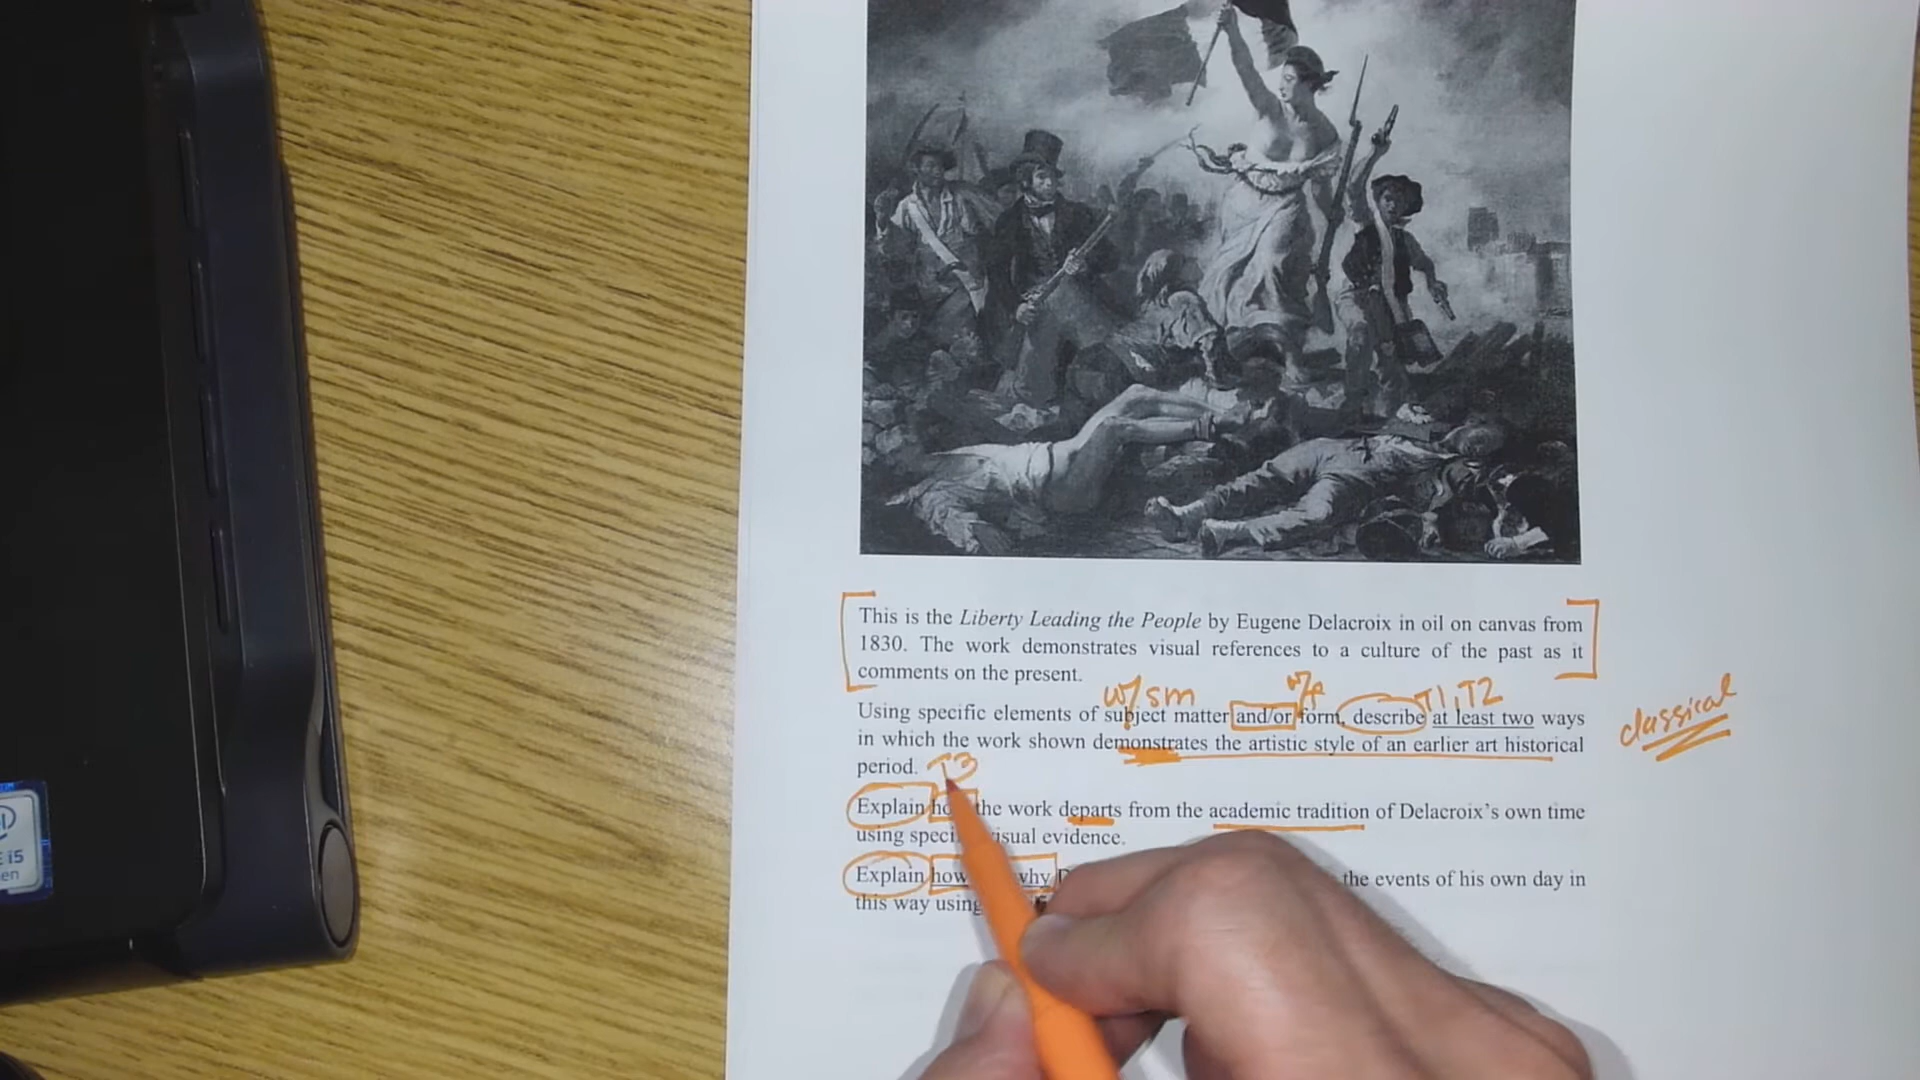 This is the Liberty Leading the People by Eugene Delacroix in oil on canvas from
1830. The work demonstrates visual references to a culture of the past as it
comments on the present.
w/ sm T1, T2
Using specific elements of subject matter and/or form, describe at least two ways
classical
in which the work shown demonstrates the artistic style of an earlier art historical
period. T3
Explain the work departs from the academic tradition of Delacroix's own time
using visual evidence.
Explain how why the events of his own day in
this way using
i5